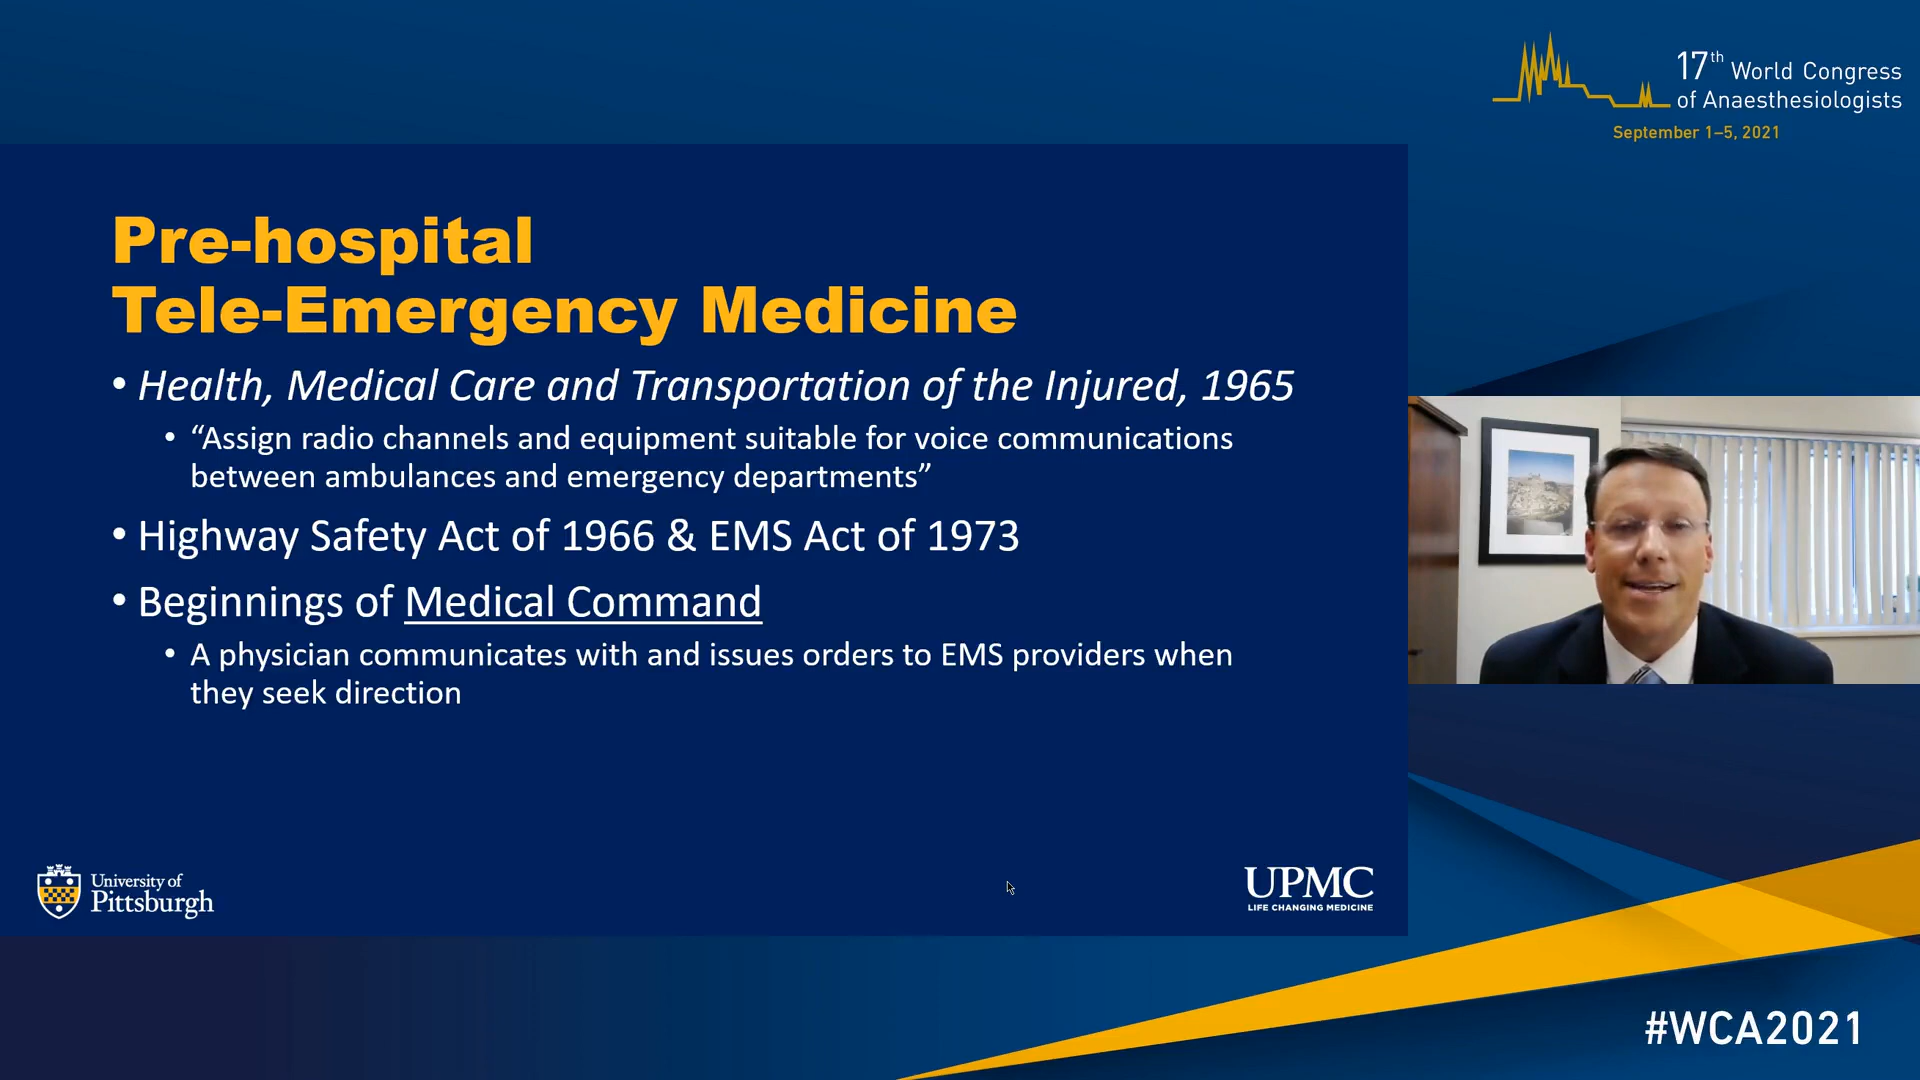 17th World Congress
of Anaesthesiologists
September 1–5, 2021
Pre-hospital
Tele-Emergency Medicine
• Health, Medical Care and Transportation of the Injured, 1965
• “Assign radio channels and equipment suitable for voice communications
between ambulances and emergency departments”
• Highway Safety Act of 1966 & EMS Act of 1973
• Beginnings of Medical Command
• A physician communicates with and issues orders to EMS providers when
they seek direction
University of
Pittsburgh
UPMC
LIFE CHANGING MEDICINE
#WCA2021